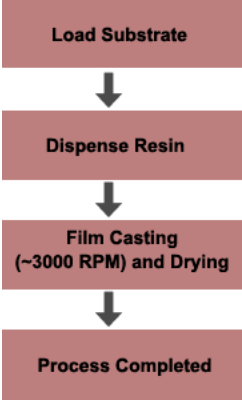 Load Substrate
Dispense Resin
Film Casting
(~3000 RPM) and Drying
Process Completed